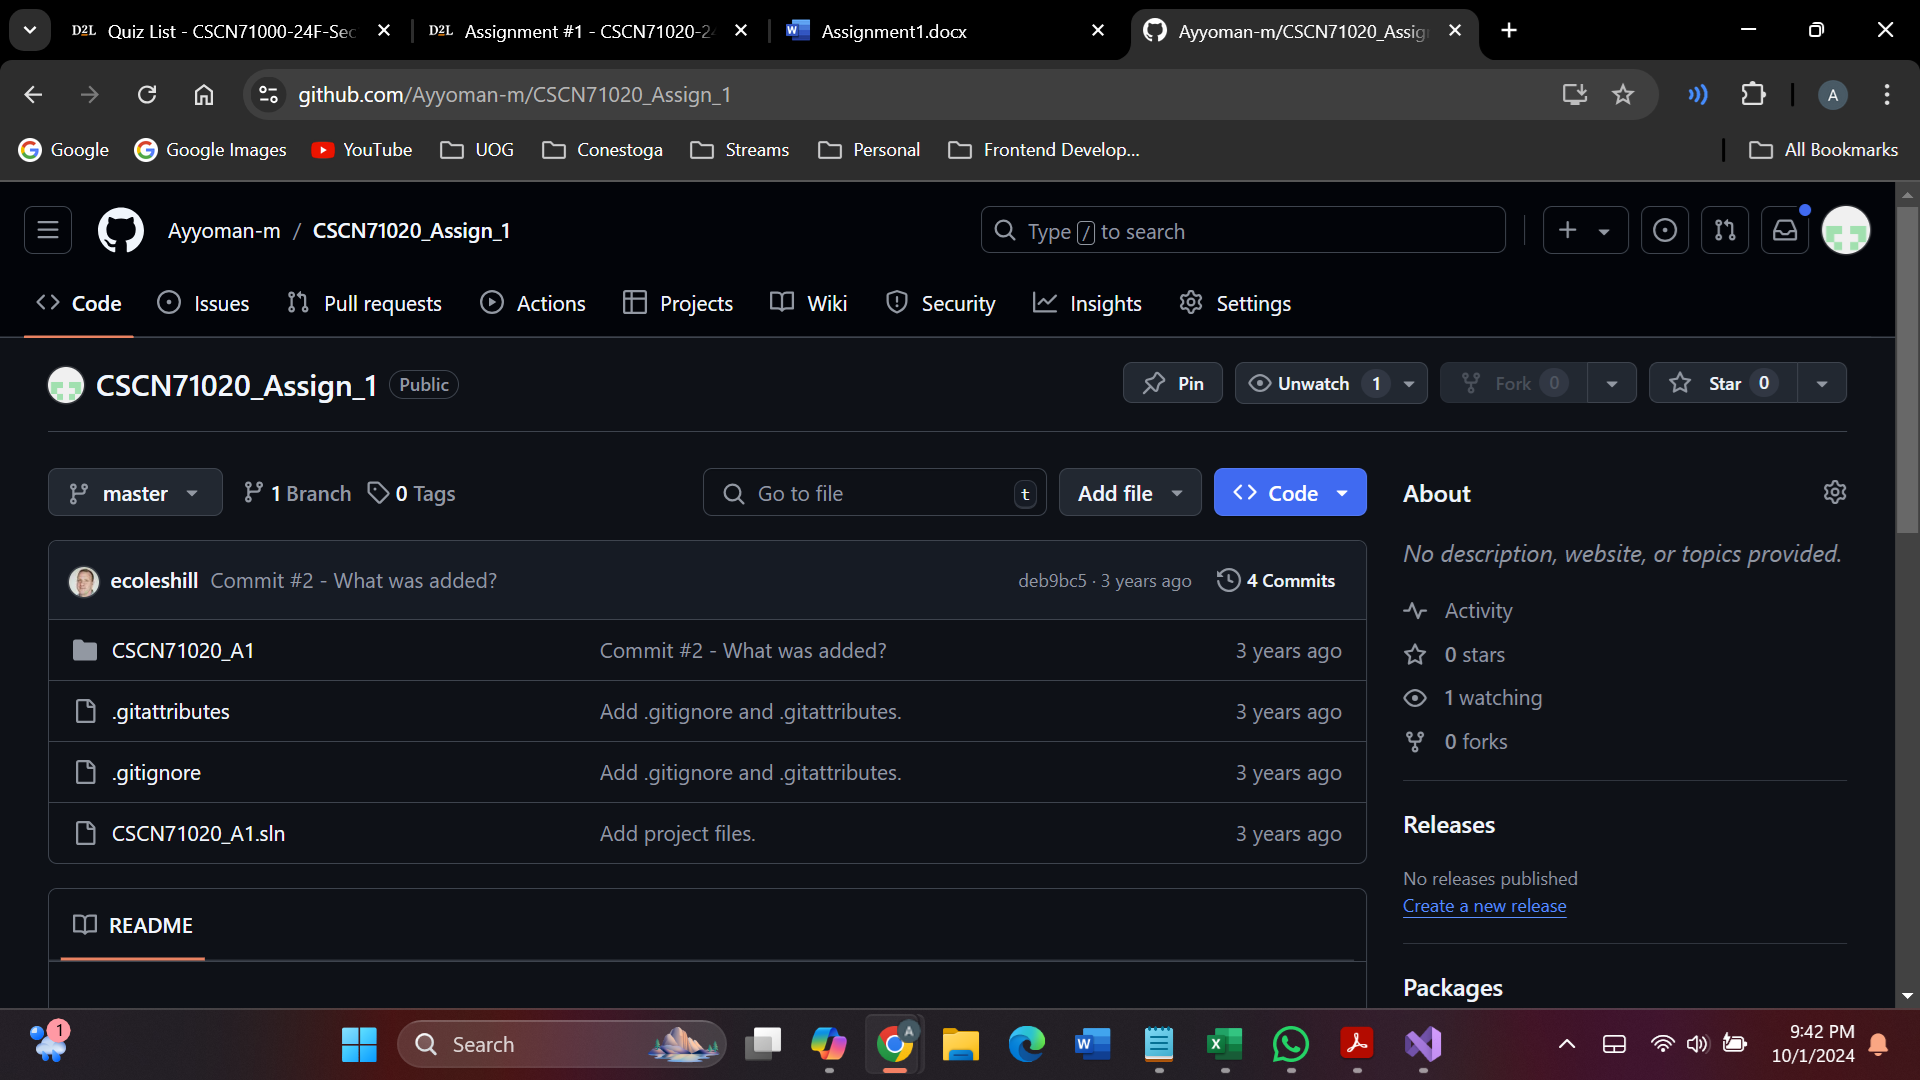 D2L Quiz List - CSCN71000-24F-Sec
D2L Assignment #1 - CSCN71020-24
Assignment1.docx
Ayyoman-m/CSCN71020_Assig
github.com/Ayyoman-m/CSCN71020_Assign_1
A
Google
Google Images
YouTube
UOG
Conestoga
Streams
Personal
Frontend Develop...
All Bookmarks
Ayyoman-m / CSCN71020_Assign_1
Type / to search
Code
Issues
Pull requests
Actions
Projects
Wiki
Security
Insights
Settings
CSCN71020_Assign_1 Public
Pin
Unwatch 1
Fork 0
Star 0
master
1 Branch
0 Tags
Go to file t
Add file
Code
ecoleshill Commit #2 - What was added? deb9bc5 · 3 years ago 4 Commits
CSCN71020_A1 Commit #2 - What was added? 3 years ago
.gitattributes Add .gitignore and .gitattributes. 3 years ago
.gitignore Add .gitignore and .gitattributes. 3 years ago
CSCN71020_A1.sln Add project files. 3 years ago
README
About
No description, website, or topics provided.
Activity
0 stars
1 watching
0 forks
Releases
No releases published
Create a new release
Packages
1
Search
A
9:42 PM
10/1/2024